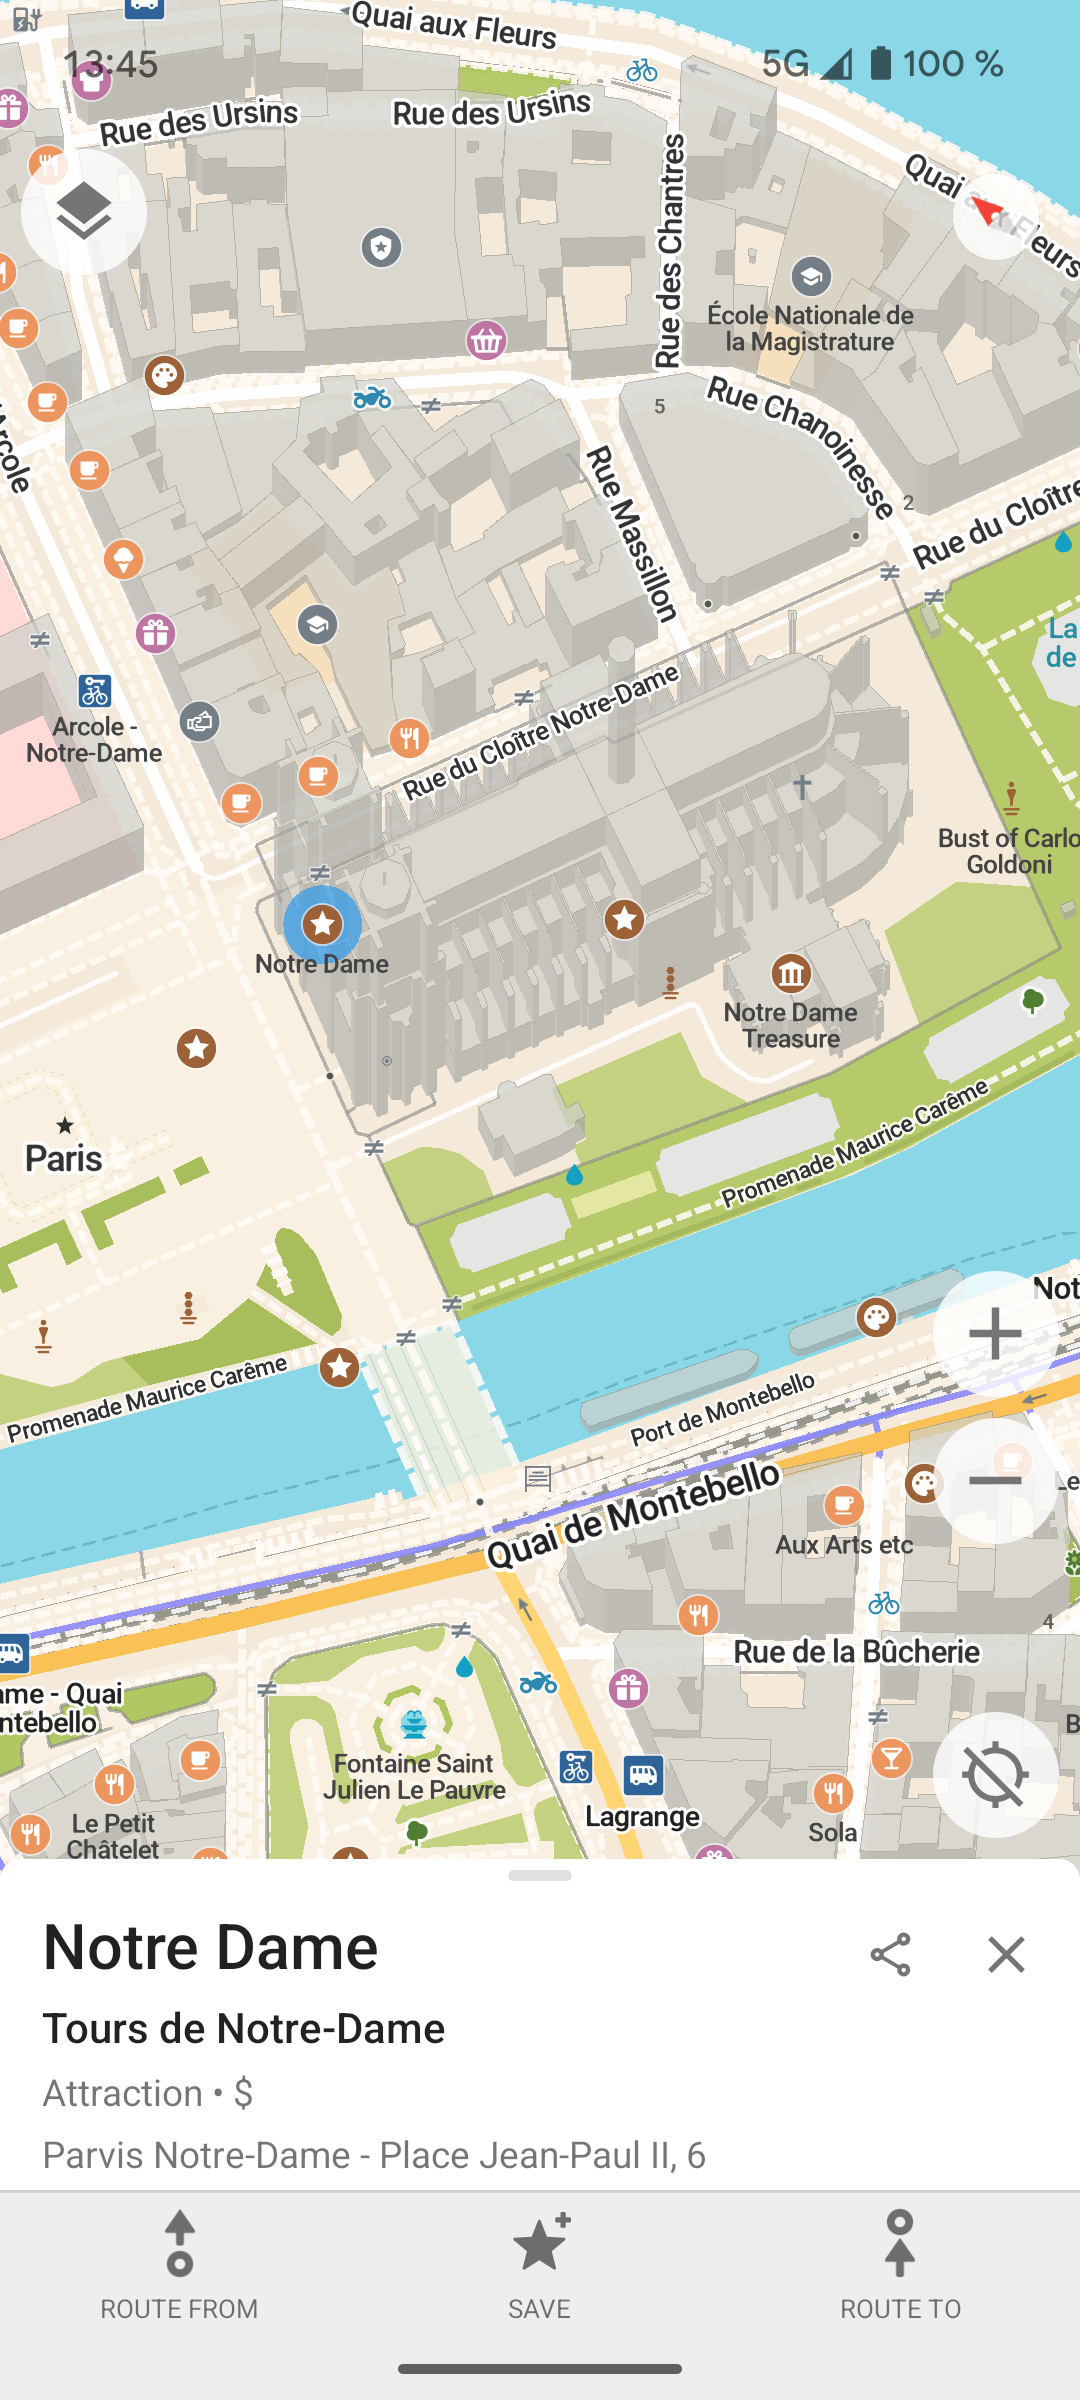 Quai aux Fleurs
13:45
5G
100 %
Rue des Ursins
Rue des Ursins
Rue des Chantres
Quai aux Fleurs
École Nationale de
la Magistrature
Rue Chanoinesse
5
2
Arcole
Rue Massillon
Rue du Cloître
La
de
Arcole -
Notre-Dame
Rue du Cloître Notre-Dame
Bust of Carlo
Goldoni
Notre Dame
Notre Dame
Treasure
Paris
Promenade Maurice Carême
Not
Promenade Maurice Carême
Port de Montebello
Quai de Montebello
Le
Aux Arts etc
4
Rue de la Bûcherie
ame - Quai
ntebello
B
Fontaine Saint
Julien Le Pauvre
Lagrange
Le Petit
Châtelet
Sola
Notre Dame
Tours de Notre-Dame
Attraction • $
Parvis Notre-Dame - Place Jean-Paul II, 6
ROUTE FROM
SAVE
ROUTE TO